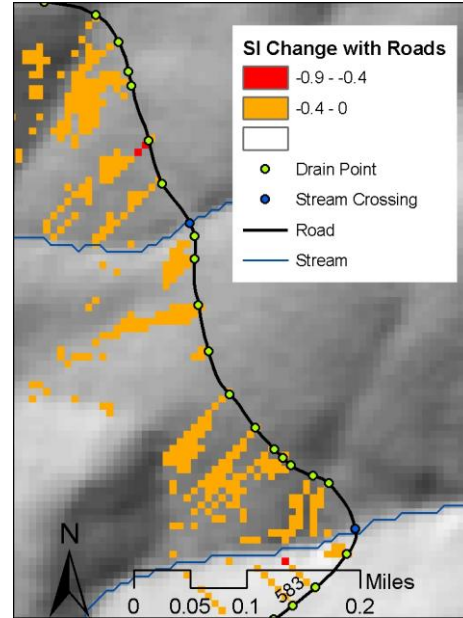 SI Change with Roads
-0.9 - -0.4
-0.4 - 0
Drain Point
Stream Crossing
Road
Stream
N
583
Miles
0 0.05 0.1 0.2